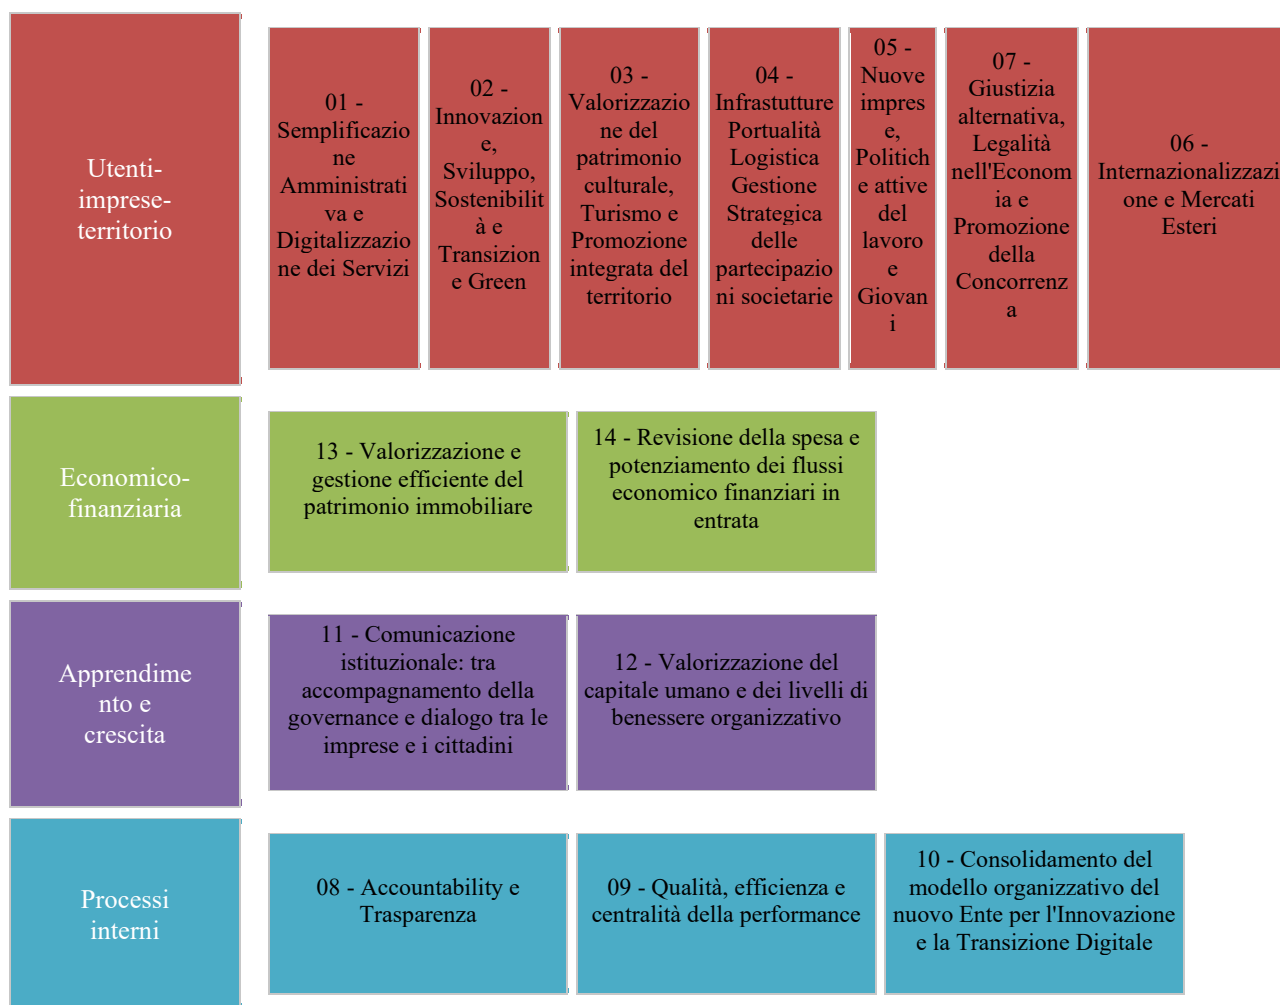 Utenti-
imprese-
territorio
01 -
Semplificazio
ne
Amministrati
va e
Digitalizzazio
ne dei Servizi
02 -
Innovazion
e,
Sviluppo,
Sostenibilit
à e
Transizion
e Green
03 -
Valorizzazio
ne del
patrimonio
culturale,
Turismo e
Promozione
integrata del
territorio
04 -
Infrastutture
Portualità
Logistica
Gestione
Strategica
delle
partecipazio
ni societarie
05 -
Nuove
impres
e,
Politich
e attive
del
lavoro
e
Giovan
i
07 -
Giustizia
alternativa,
Legalità
nell'Econom
ia e
Promozione
della
Concorrenz
a
06 -
Internazionalizzazi
one e Mercati
Esteri
Economico-
finanziaria
13 - Valorizzazione e
gestione efficiente del
patrimonio immobiliare
14 - Revisione della spesa e
potenziamento dei flussi
economico finanziari in
entrata
Apprendime
nto e
crescita
11 - Comunicazione
istituzionale: tra
accompagnamento della
governance e dialogo tra le
imprese e i cittadini
12 - Valorizzazione del
capitale umano e dei livelli di
benessere organizzativo
Processi
interni
08 - Accountability e
Trasparenza
09 - Qualità, efficienza e
centralità della performance
10 - Consolidamento del
modello organizzativo del
nuovo Ente per l'Innovazione
e la Transizione Digitale